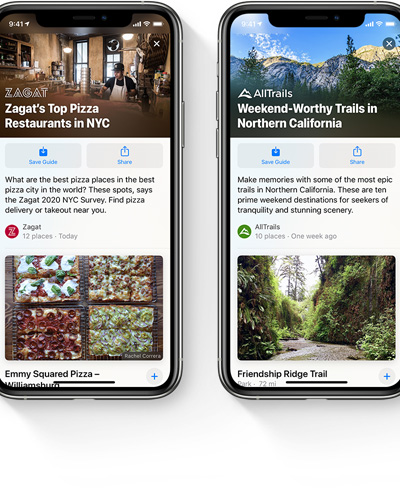 9:41
ZAGAT
Zagat's Top Pizza
Restaurants in NYC
Save Guide
Share
What are the best pizza places in the best
pizza city in the world? These spots, says
the Zagat 2020 NYC Survey. Find pizza
delivery or takeout near you.
Zagat
12 places · Today
Rachel Correra
Emmy Squared Pizza –
Williamsburg
9:41
AllTrails
Weekend-Worthy Trails in
Northern California
Save Guide
Share
Make memories with some of the most epic
trails in Northern California. These are ten
prime weekend destinations for seekers of
tranquility and stunning scenery.
AllTrails
10 places · One week ago
Friendship Ridge Trail
Park · 72 mi